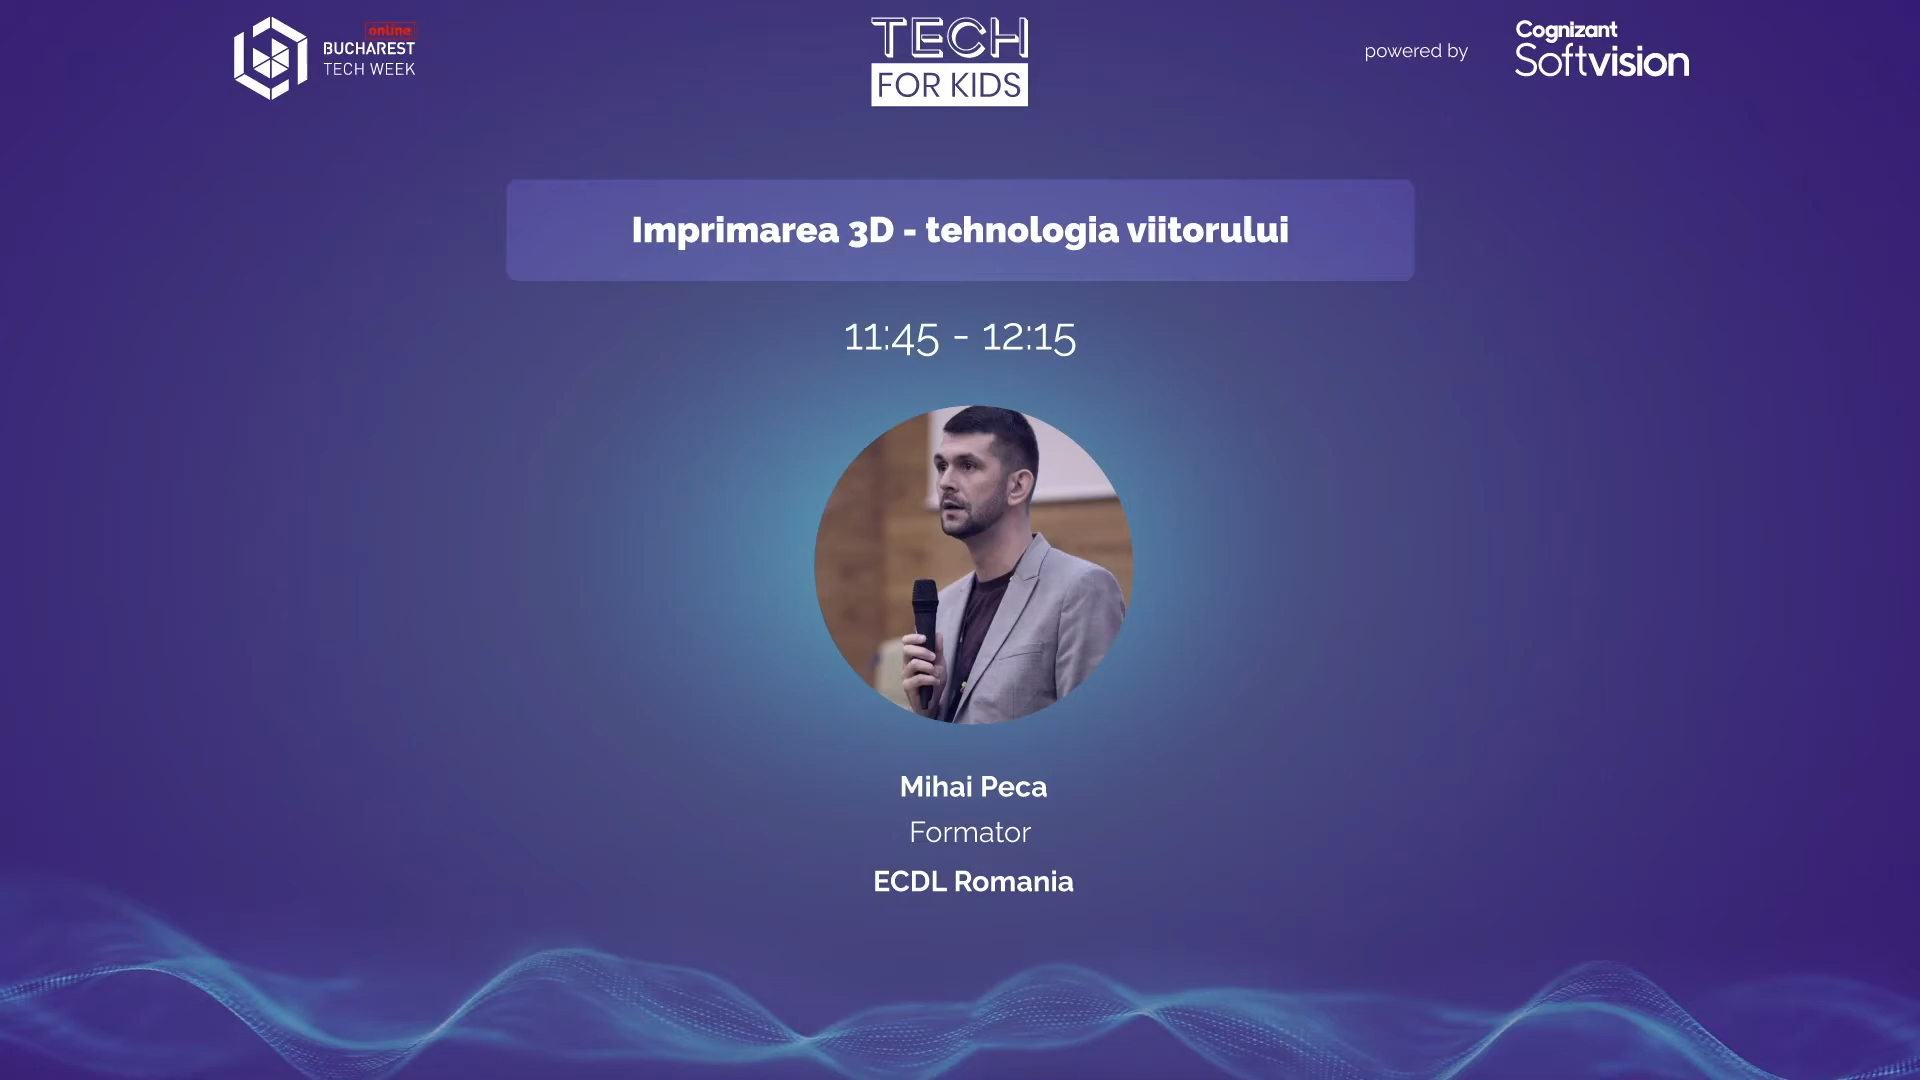 online
BUCHAREST
TECH WEEK
TECH
FOR KIDS
powered by
Cognizant
Softvision
Imprimarea 3D - tehnologia viitorului
11:45 - 12:15
Mihai Peca
Formator
ECDL Romania